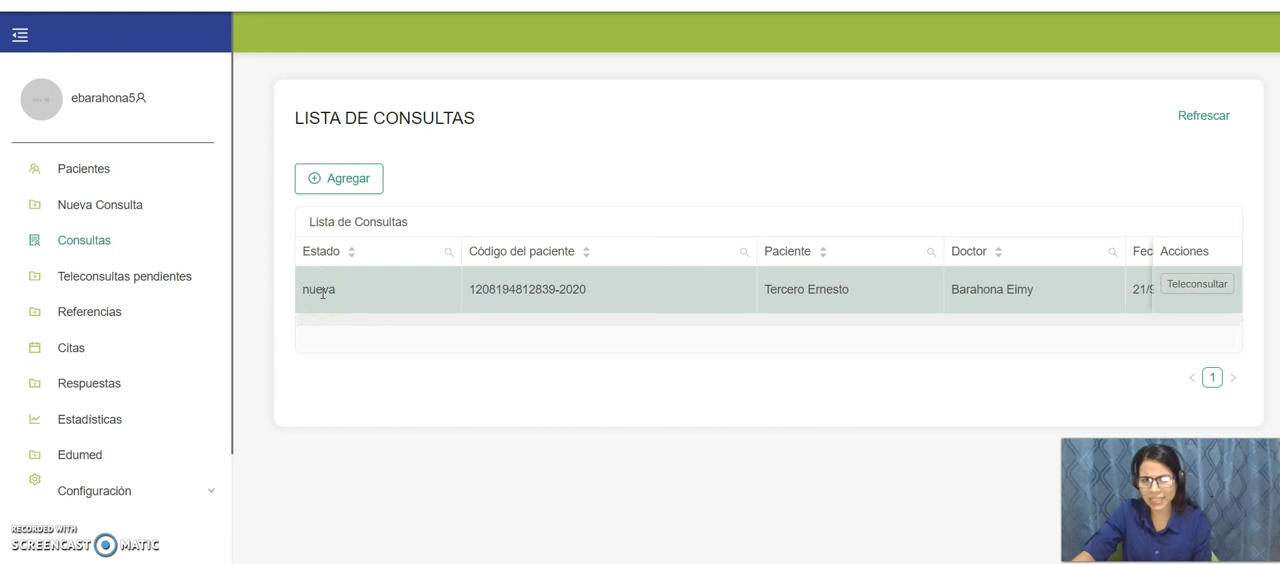 ebarahona5
Pacientes
Nueva Consulta
Consultas
Teleconsultas pendientes
Referencias
Citas
Respuestas
Estadísticas
Edumed
Configuración
RECORDED WITH
SCREENCAST MATIC
LISTA DE CONSULTAS
Refrescar
Agregar
Lista de Consultas
Estado Código del paciente Paciente Doctor Fec Acciones
nueva 1208194812839-2020 Tercero Ernesto Barahona Eimy 21/9 Teleconsultar
1